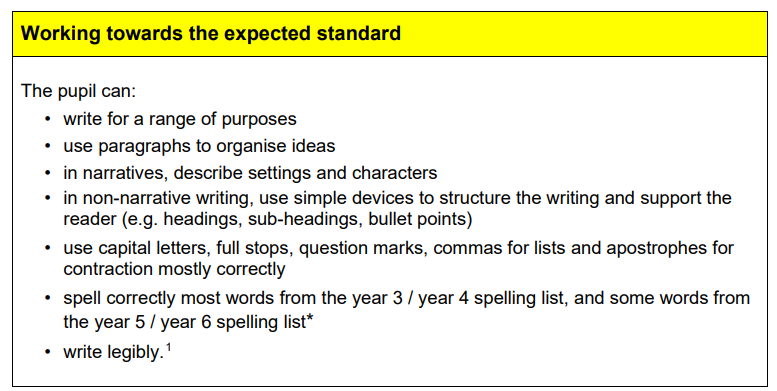 Working towards the expected standard
The pupil can:
• write for a range of purposes
• use paragraphs to organise ideas
• in narratives, describe settings and characters
• in non-narrative writing, use simple devices to structure the writing and support the
reader (e.g. headings, sub-headings, bullet points)
• use capital letters, full stops, question marks, commas for lists and apostrophes for
contraction mostly correctly
• spell correctly most words from the year 3 / year 4 spelling list, and some words from
the year 5 / year 6 spelling list*
• write legibly.¹